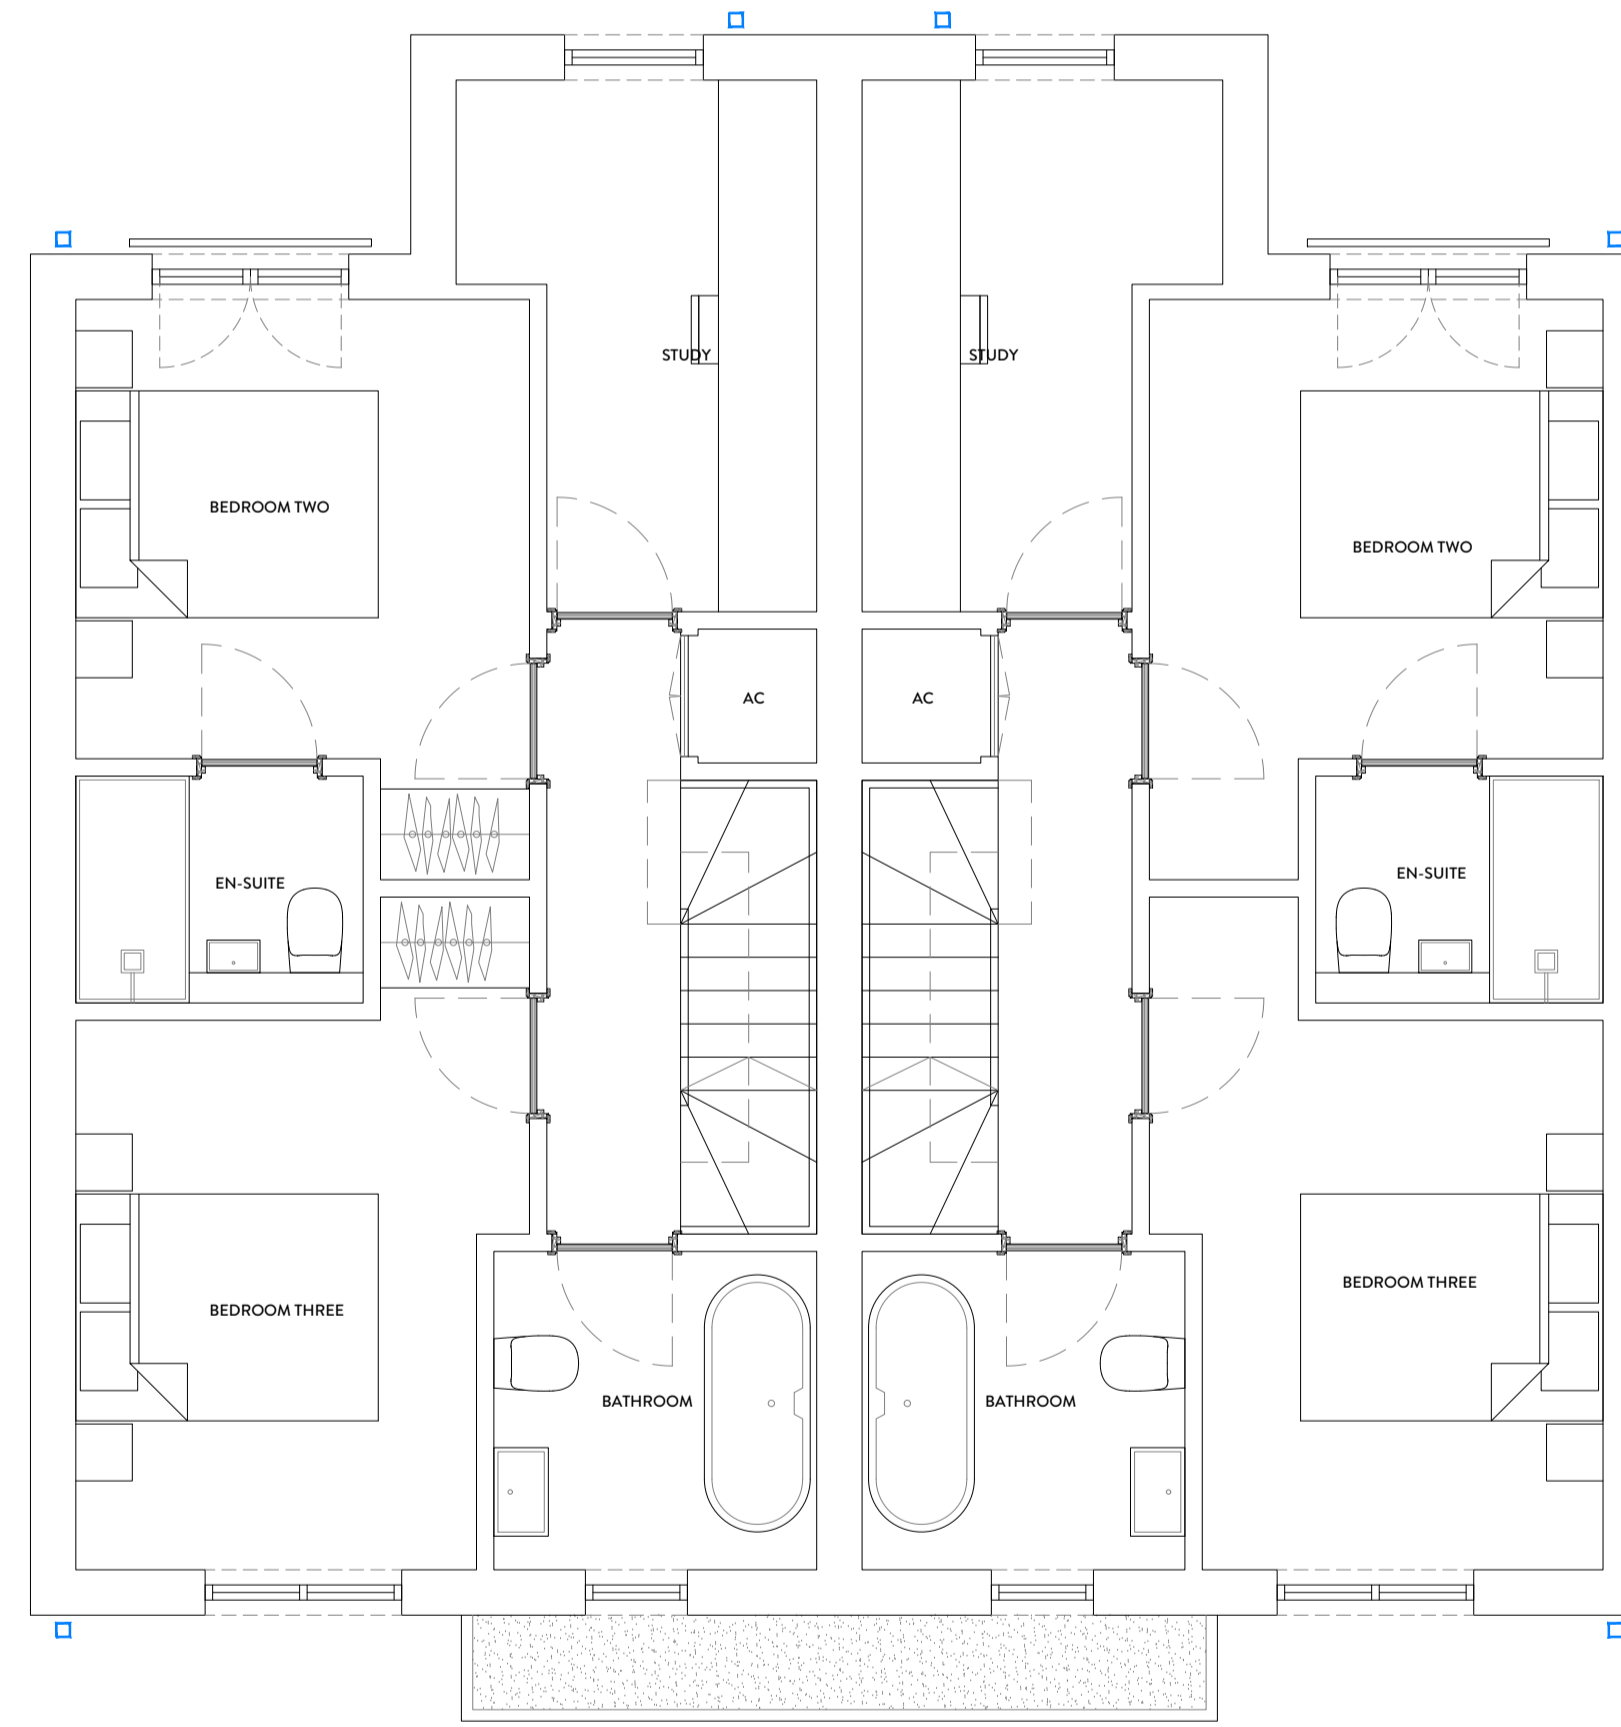 STUDY
STUDY
BEDROOM TWO
BEDROOM TWO
AC
AC
EN-SUITE
EN-SUITE
BEDROOM THREE
BEDROOM THREE
BATHROOM
BATHROOM